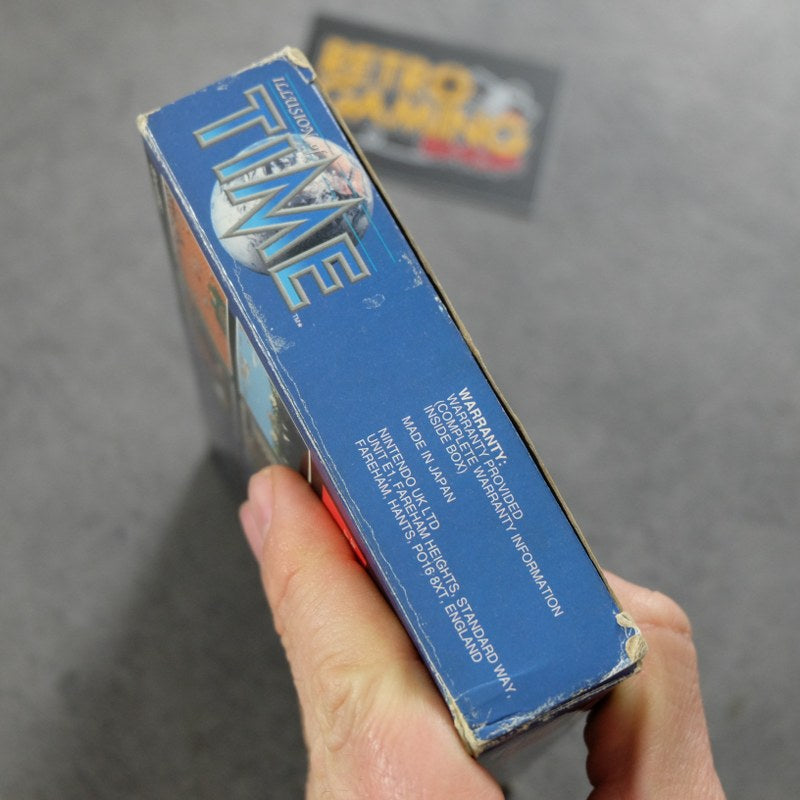 RETRO
GAMING
ILLUSION OF
TIME
TM®
WARRANTY:
WARRANTY PROVIDED
(COMPLETE WARRANTY INFORMATION
INSIDE BOX)
MADE IN JAPAN
NINTENDO UK LTD
UNIT E1, FAREHAM HEIGHTS, STANDARD WAY,
FAREHAM, HANTS, PO16 8XT, ENGLAND